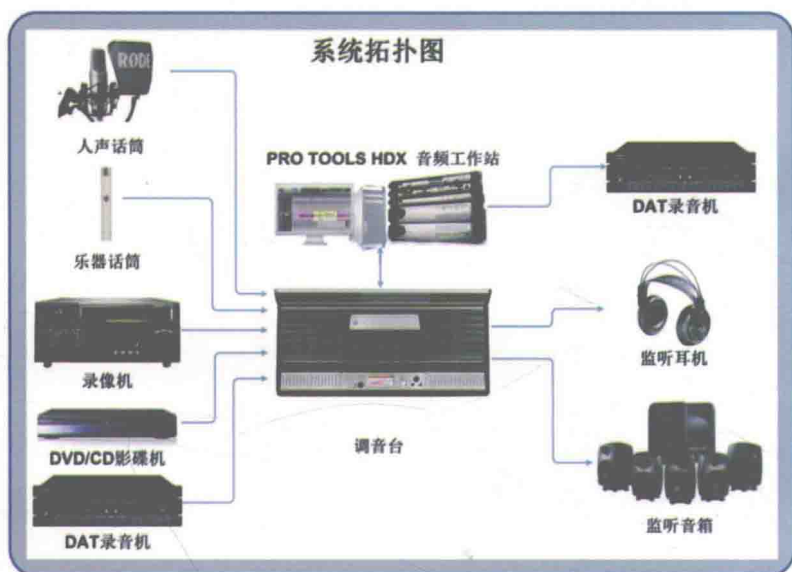 系统拓扑图
RODE
人声话筒
PRO TOOLS HDX 音频工作站
DAT录音机
乐器话筒
监听耳机
录像机
调音台
DVD/CD影碟机
监听音箱
DAT录音机